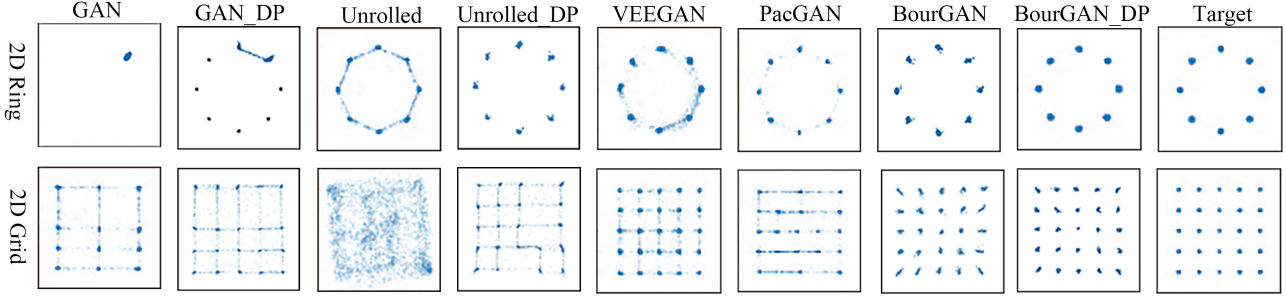 GAN GAN_DP Unrolled Unrolled_DP VEEGAN PacGAN BourGAN BourGAN_DP Target
2D Ring
2D Grid